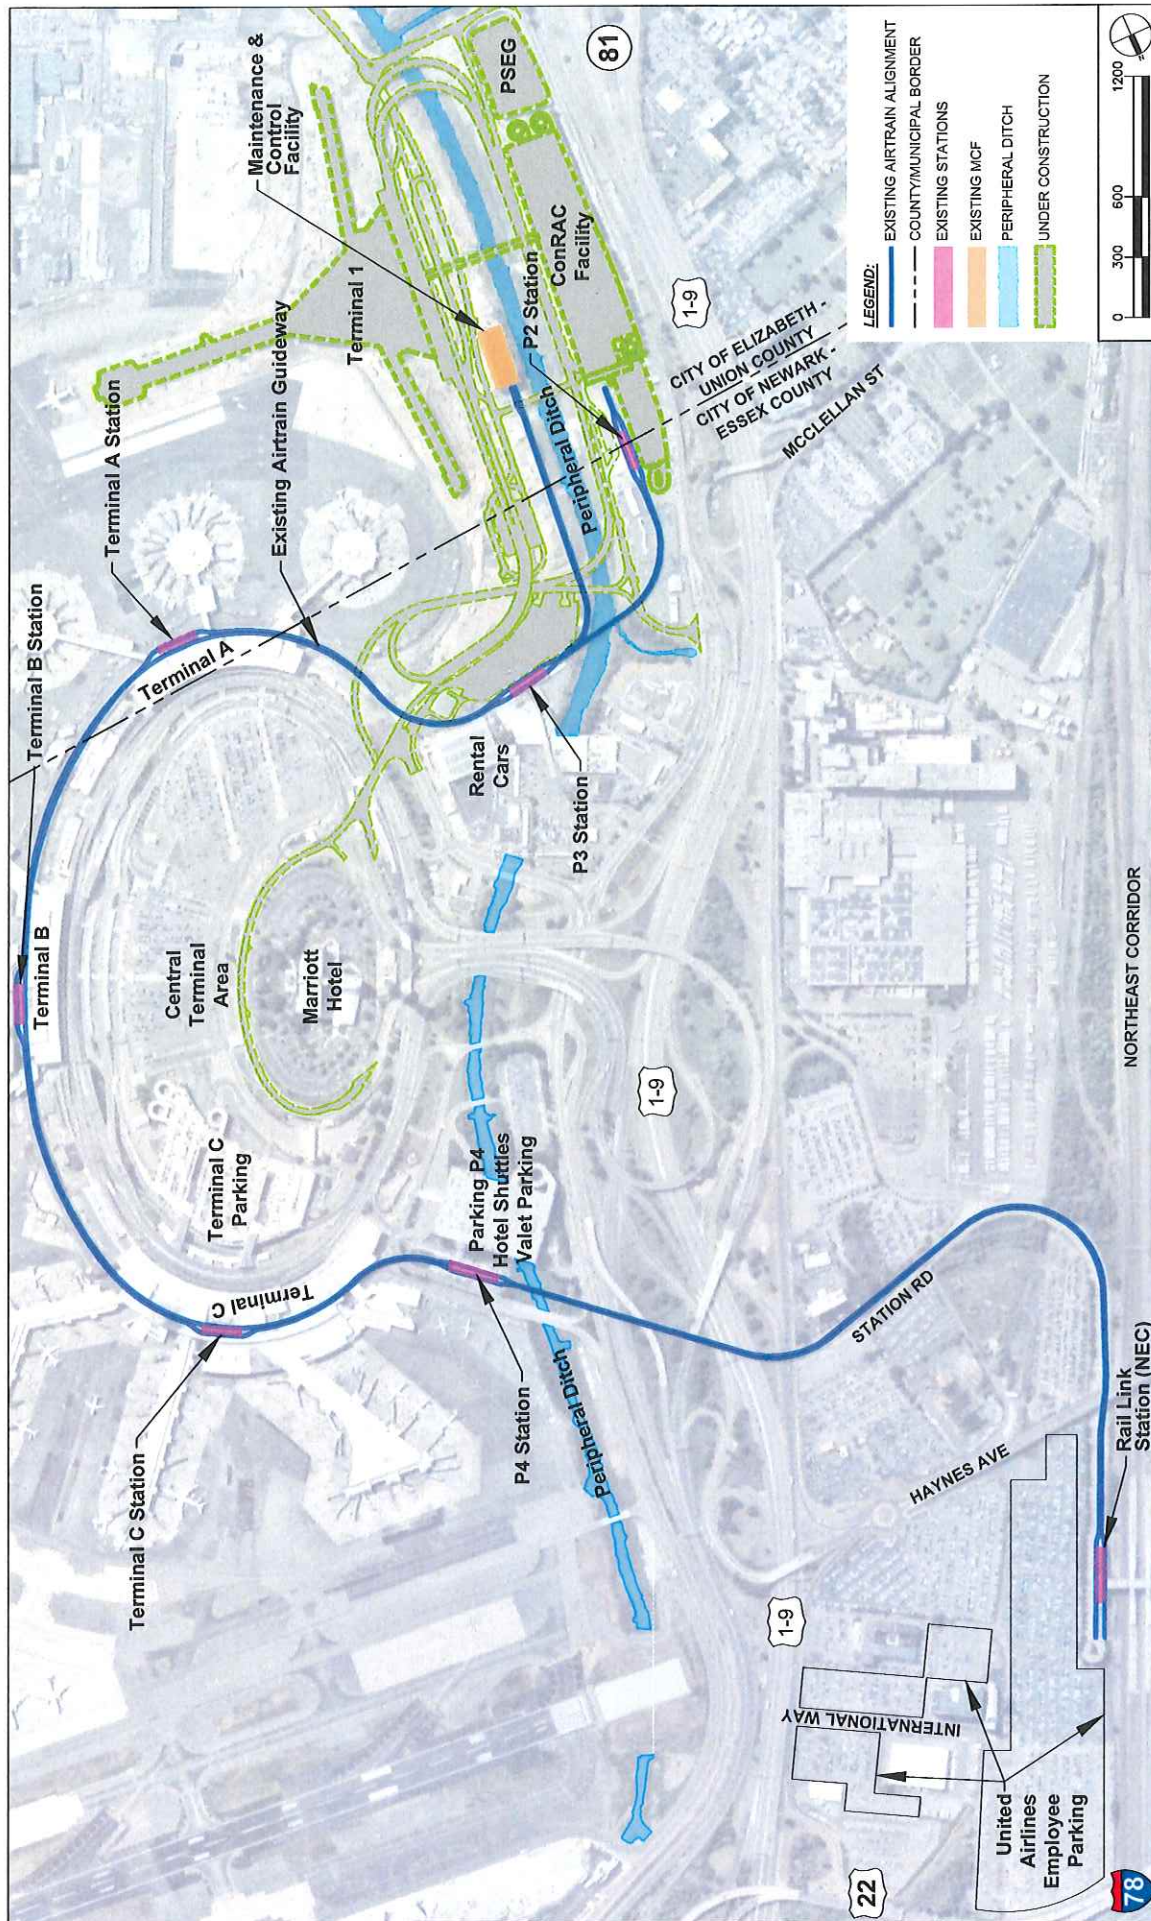 Terminal B Station
Terminal A Station
Existing Airtrain Guideway
Maintenance &
Control
Facility
Terminal B
Terminal A
Terminal 1
Central
Terminal
Area
Terminal C
Parking
Marriott
Hotel
Terminal C
Terminal C Station
Rental
Cars
P3 Station
P2 Station
Peripheral Ditch
ConRAC
Facility
PSEG
81
1-9
CITY OF ELIZABETH -
UNION COUNTY
CITY OF NEWARK -
ESSEX COUNTY
MCCLELLAN ST
Parking P4
Hotel Shuttles
Valet Parking
P4 Station
Peripheral Ditch
1-9
STATION RD
HAYNES AVE
1-9
INTERNATIONAL WAY
22
United
Airlines
Employee
Parking
78
Rail Link
Station (NEC)
NORTHEAST CORRIDOR
LEGEND:
EXISTING AIRTRAIN ALIGNMENT
COUNTY/MUNICIPAL BORDER
EXISTING STATIONS
EXISTING MCF
PERIPHERAL DITCH
UNDER CONSTRUCTION
0 300 600 1200